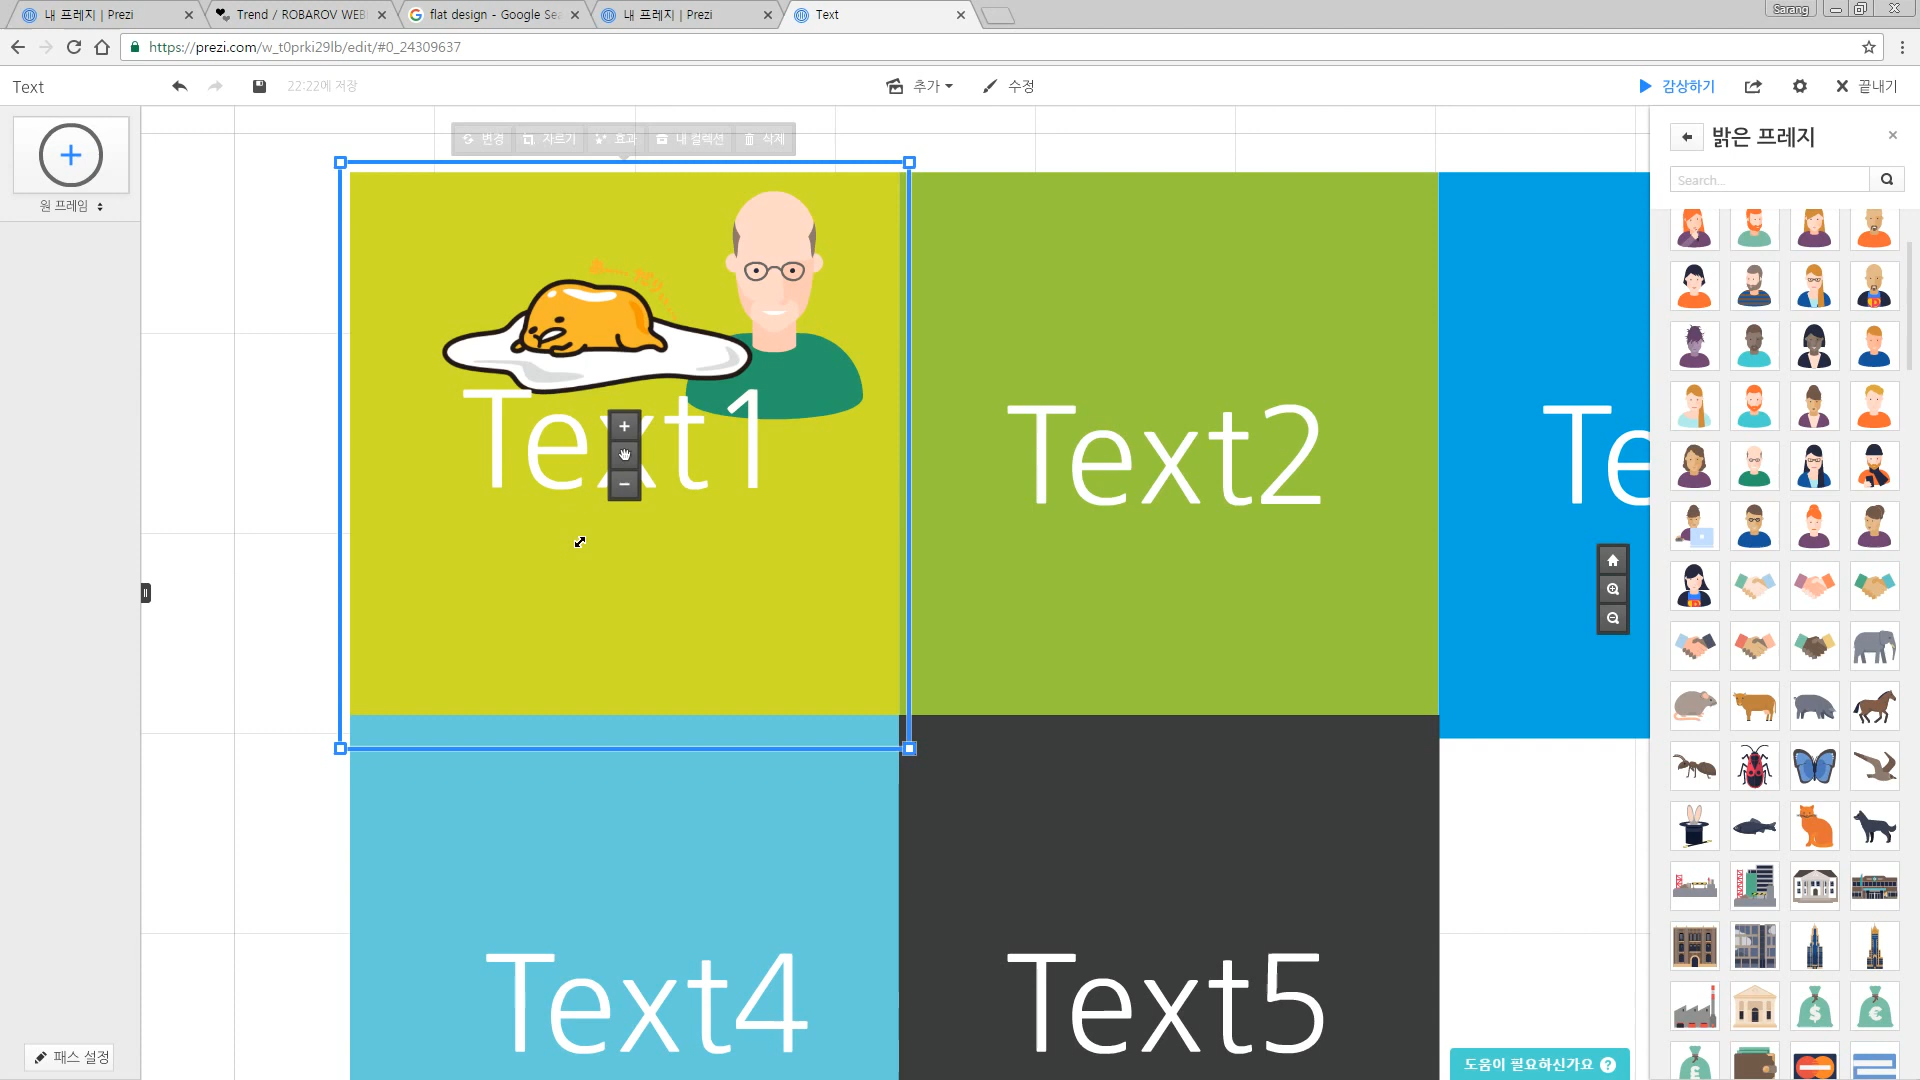 내 프레지 | Prezi
Trend / ROBAROV WEB
flat design - Google Sea
내 프레지 | Prezi
Text
Sarang
https://prezi.com/w_t0prki29lb/edit/#0_24309637
Text
22:22에 저장
추가
수정
감상하기
끝내기
원 프레임
변경
자르기
효과
내 컬렉션
삭제
밝은 프레지
Search...
Text1
Text2
Te
Text4
Text5
패스 설정
도움이 필요하신가요 ?